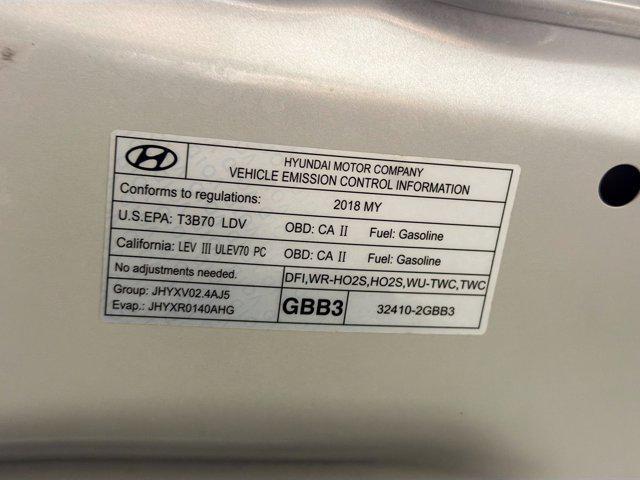 HYUNDAI MOTOR COMPANY
VEHICLE EMISSION CONTROL INFORMATION
Conforms to regulations: 2018 MY
U.S.EPA: T3B70 LDV OBD: CA II Fuel: Gasoline
California: LEV III ULEV70 PC OBD: CA II Fuel: Gasoline
No adjustments needed. DFI,WR-HO2S,HO2S,WU-TWC,TWC
Group: JHYXV02.4AJ5
Evap.: JHYXR0140AHG
GBB3
32410-2GBB3